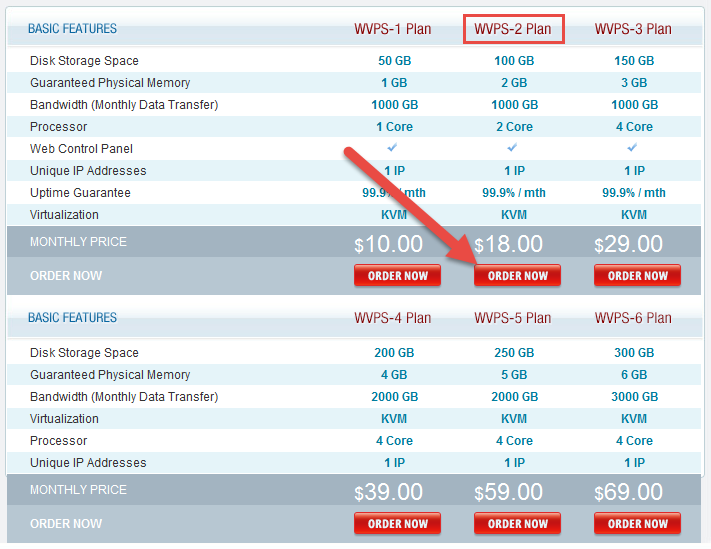 BASIC FEATURES WVPS-1 Plan WVPS-2 Plan WVPS-3 Plan
Disk Storage Space 50 GB 100 GB 150 GB
Guaranteed Physical Memory 1 GB 2 GB 3 GB
Bandwidth (Monthly Data Transfer) 1000 GB 1000 GB 1000 GB
Processor 1 Core 2 Core 4 Core
Web Control Panel
Unique IP Addresses 1 IP 1 IP 1 IP
Uptime Guarantee 99.9% / mth 99.9% / mth 99.9% / mth
Virtualization KVM KVM KVM
MONTHLY PRICE $10.00 $18.00 $29.00
ORDER NOW ORDER NOW ORDER NOW ORDER NOW
BASIC FEATURES WVPS-4 Plan WVPS-5 Plan WVPS-6 Plan
Disk Storage Space 200 GB 250 GB 300 GB
Guaranteed Physical Memory 4 GB 5 GB 6 GB
Bandwidth (Monthly Data Transfer) 2000 GB 2000 GB 3000 GB
Virtualization KVM KVM KVM
Processor 4 Core 4 Core 4 Core
Unique IP Addresses 1 IP 1 IP 1 IP
MONTHLY PRICE $39.00 $59.00 $69.00
ORDER NOW ORDER NOW ORDER NOW ORDER NOW